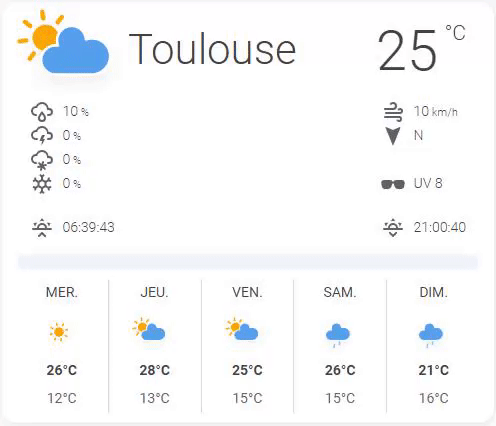 Toulouse 25 °C
10 % 10 km/h
0 % N
0 %
0 % UV 8
06:39:43 21:00:40
MER. JEU. VEN. SAM. DIM.
26°C 28°C 25°C 26°C 21°C
12°C 13°C 15°C 15°C 16°C